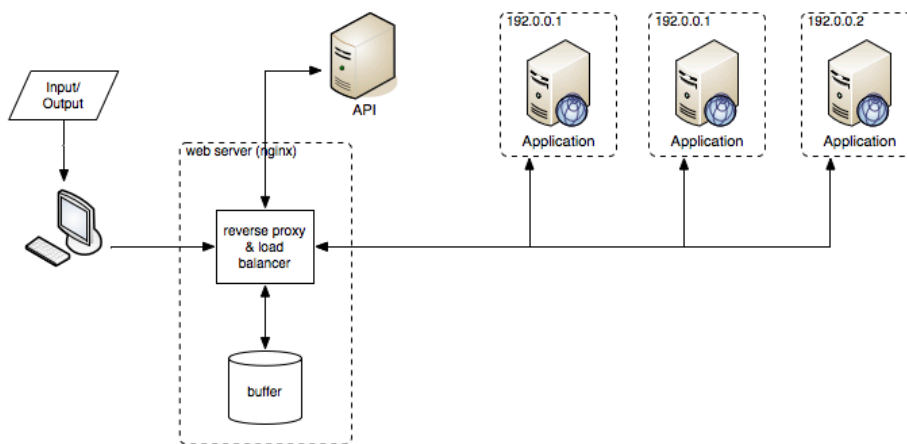 Input/
Output
API
192.0.0.1
Application
192.0.0.1
Application
192.0.0.2
Application
web server (nginx)
reverse proxy
& load
balancer
buffer